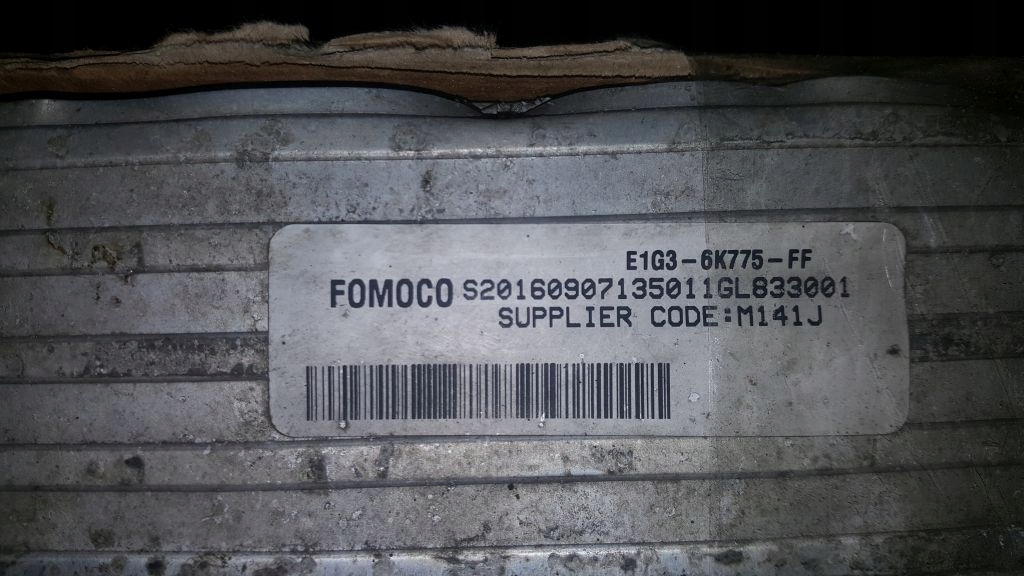 E1G3-6K775-FF
FOMOCO S20160907135011GL833001
SUPPLIER CODE:M141J